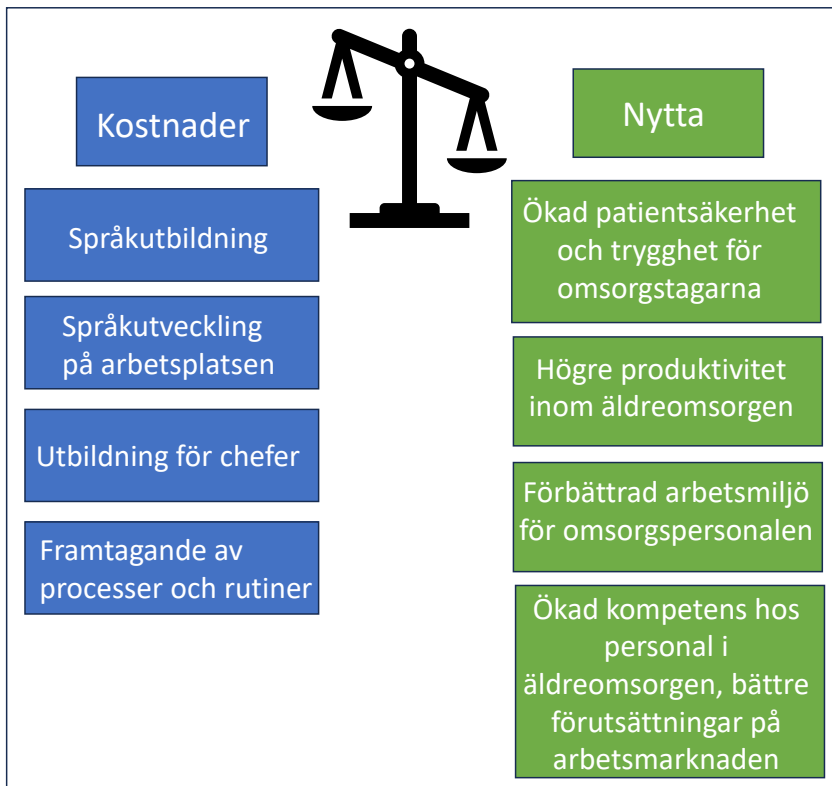 Kostnader
Språkutbildning
Språkutveckling
på arbetsplatsen
Utbildning för chefer
Framtagande av
processer och rutiner
Nytta
Ökad patientsäkerhet
och trygghet för
omsorgstagarna
Högre produktivitet
inom äldreomsorgen
Förbättrad arbetsmiljö
för omsorgspersonalen
Ökad kompetens hos
personal i
äldreomsorgen, bättre
förutsättningar på
arbetsmarknaden